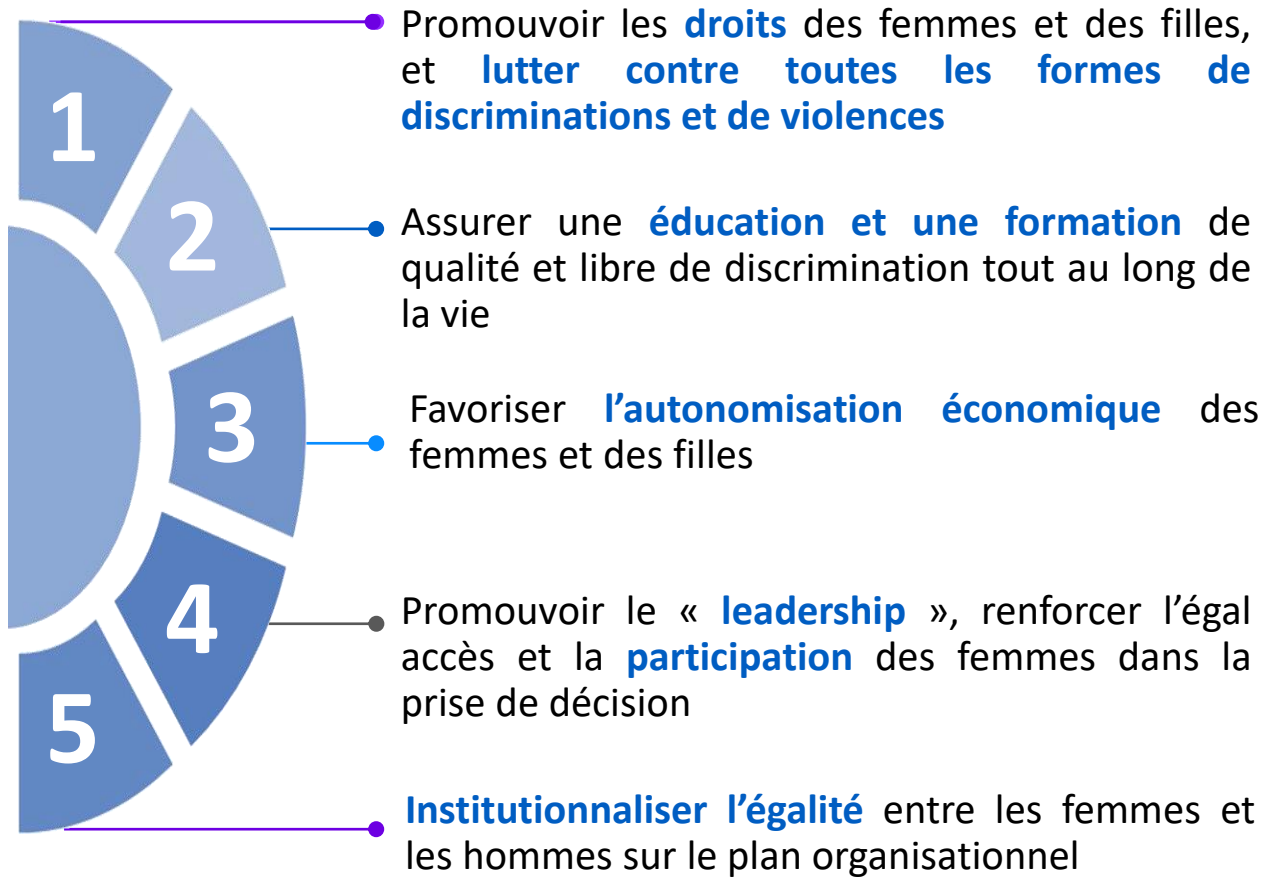 1
Promouvoir les droits des femmes et des filles,
et lutter contre toutes les formes de
discriminations et de violences
2
Assurer une éducation et une formation de
qualité et libre de discrimination tout au long de
la vie
3
Favoriser l’autonomisation économique des
femmes et des filles
4
Promouvoir le « leadership », renforcer l’égal
accès et la participation des femmes dans la
prise de décision
5
Institutionnaliser l’égalité entre les femmes et
les hommes sur le plan organisationnel